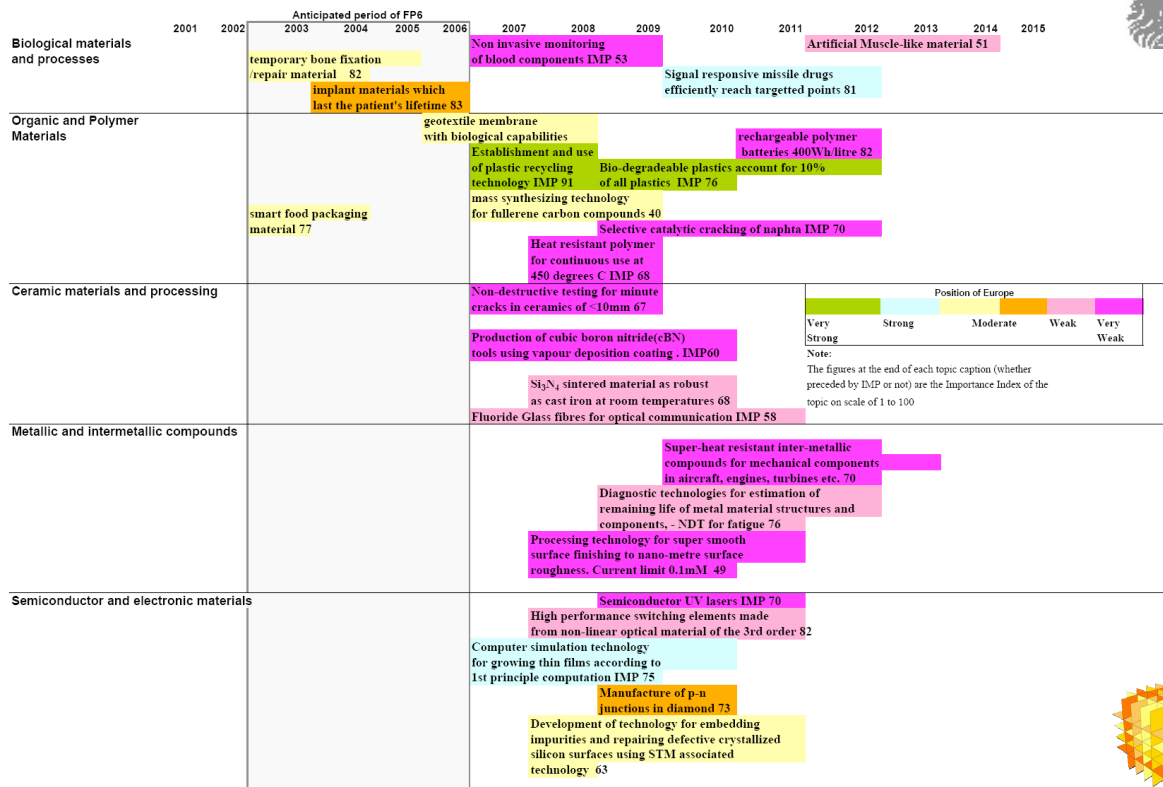 Anticipated period of FP6
2001 2002 2003 2004 2005 2006 2007 2008 2009 2010 2011 2012 2013 2014 2015
Biological materials
and processes
Non invasive monitoring
of blood components IMP 53
Artificial Muscle-like material 51
temporary bone fixation
/repair material 82
Signal responsive missile drugs
efficiently reach targetted points 81
implant materials which
last the patient's lifetime 83
Organic and Polymer
Materials
geotextile membrane
with biological capabilities
rechargeable polymer
batteries 400Wh/litre 82
Establishment and use
of plastic recycling
technology IMP 91
Bio-degradeable plastics account for 10%
of all plastics IMP 76
mass synthesizing technology
for fullerene carbon compounds 40
smart food packaging
material 77
Selective catalytic cracking of naphta IMP 70
Heat resistant polymer
for continuous use at
450 degrees C IMP 68
Ceramic materials and processing
Non-destructive testing for minute
cracks in ceramics of <10mm 67
Position of Europe
Very
Strong
Strong
Moderate
Weak
Very
Weak
Note:
The figures at the end of each topic caption (whether
preceded by IMP or not) are the Importance Index of the
topic on scale of 1 to 100
Production of cubic boron nitride(cBN)
tools using vapour deposition coating . IMP60
Si₃N₄ sintered material as robust
as cast iron at room temperatures 68
Fluoride Glass fibres for optical communication IMP 58
Metallic and intermetallic compounds
Super-heat resistant inter-metallic
compounds for mechanical components
in aircraft, engines, turbines etc. 70
Diagnostic technologies for estimation of
remaining life of metal material structures and
components, - NDT for fatigue 76
Processing technology for super smooth
surface finishing to nano-metre surface
roughness. Current limit 0.1mM 49
Semiconductor and electronic materials
Semiconductor UV lasers IMP 70
High performance switching elements made
from non-linear optical material of the 3rd order 82
Computer simulation technology
for growing thin films according to
1st principle computation IMP 75
Manufacture of p-n
junctions in diamond 73
Development of technology for embedding
impurities and repairing defective crystallized
silicon surfaces using STM associated
technology 63